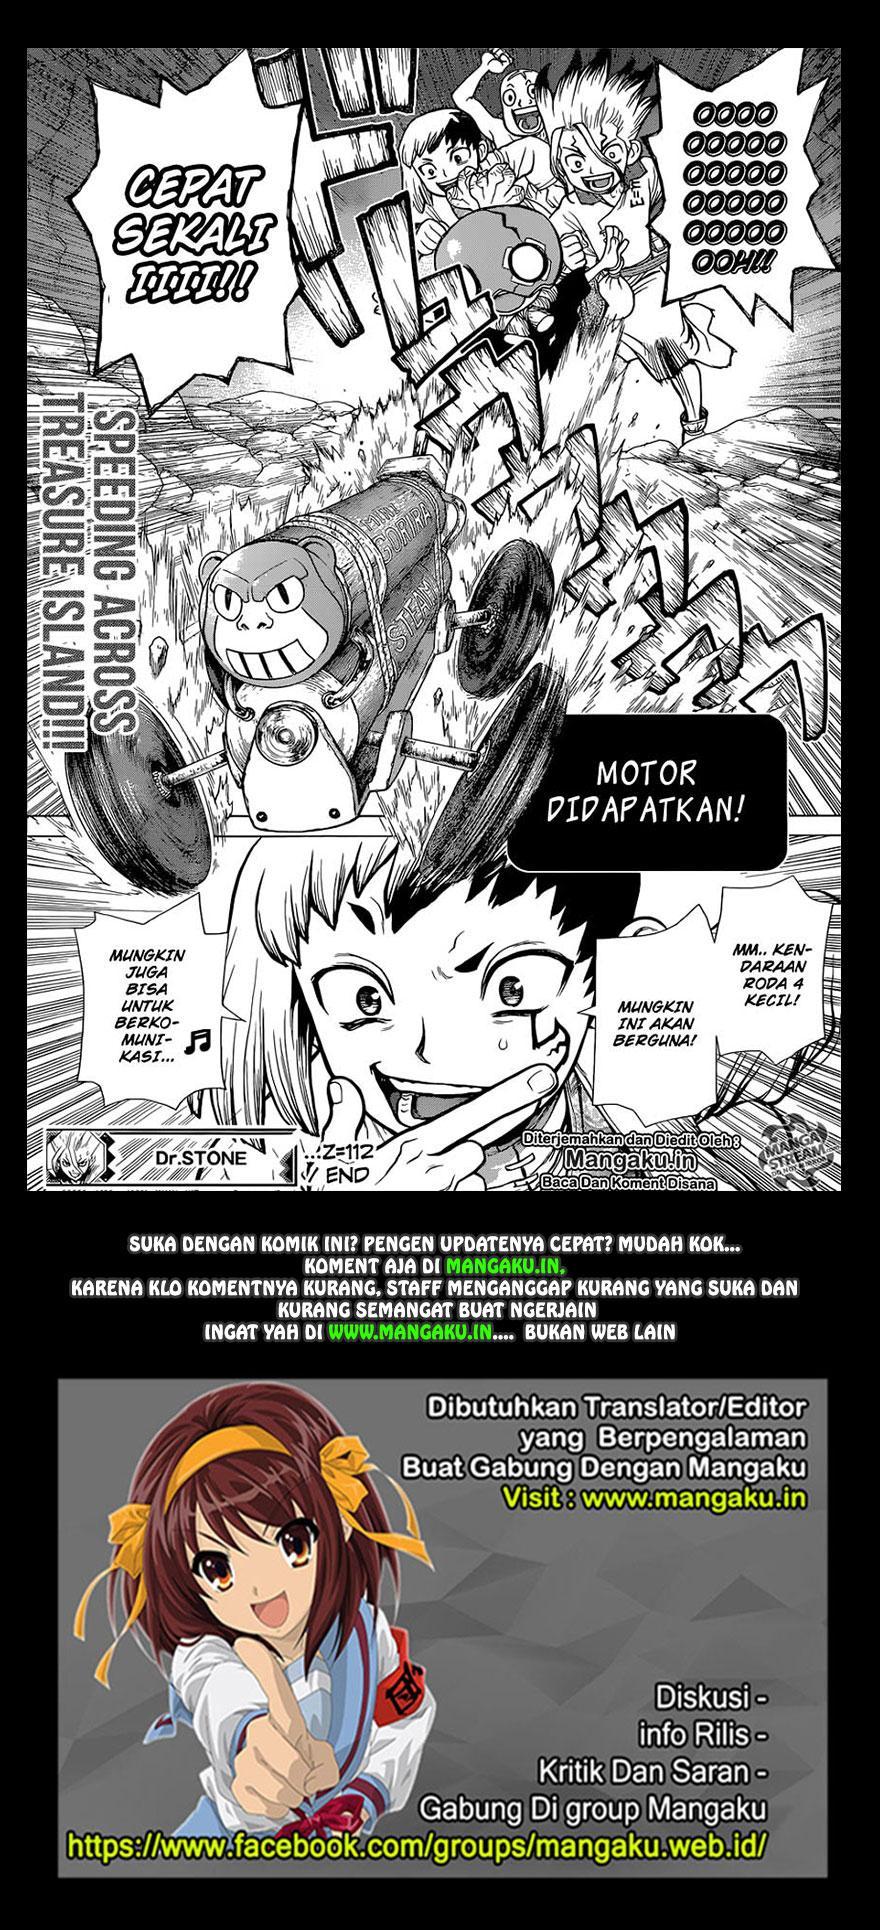 OOOO
OOOOO
OOOOO
OOOOO
OOOOO
OOH!!
CEPAT
SEKALI
IIII!!
SPEEDING ACROSS
TREASURE ISLAND!!!
GORIRA
STEAM
MOTOR
DIDAPATKAN!
MM.. KEN-
DARAAN
RODA 4
KECIL!
MUNGKIN
INI AKAN
BERGUNA!
MUNGKIN
JUGA
BISA
UNTUK
BERKO-
MUNI-
KASI...
Dr.STONE
...Z=112
END
Diterjemahkan dan Diedit Oleh:
Mangaku.in
Baca Dan Koment Disana
MANGA
STREAM
SUKA DENGAN KOMIK INI? PENGEN UPDATENYA CEPAT? MUDAH KOK...
KOMENT AJA DI MANGAKU.IN,
KARENA KLO KOMENTNYA KURANG, STAFF MENGANGGAP KURANG YANG SUKA DAN
KURANG SEMANGAT BUAT NGERJAIN
INGAT YAH DI WWW.MANGAKU.IN.... BUKAN WEB LAIN
Dibutuhkan Translator/Editor
yang Berpengalaman
Buat Gabung Dengan Mangaku
Visit : www.mangaku.in
Diskusi -
info Rilis -
Kritik Dan Saran -
Gabung Di group Mangaku
https://www.facebook.com/groups/mangaku.web.id/